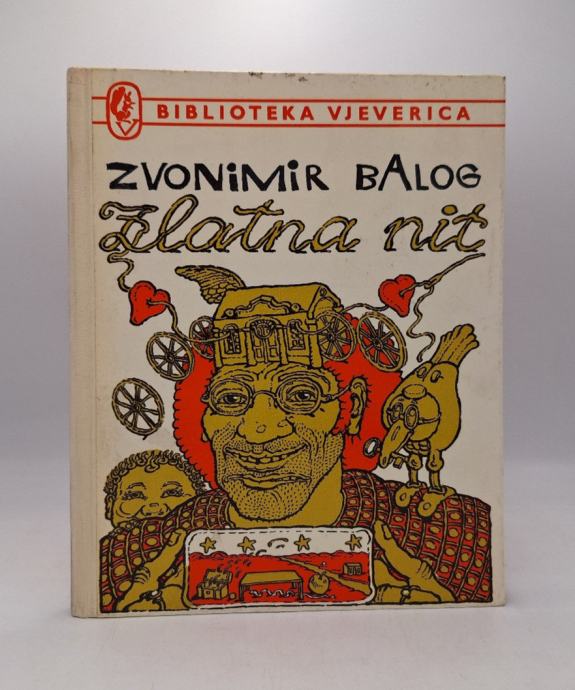 BIBLIOTEKA VJEVERICA
ZVONiMiR BALOG
Zlatna nit